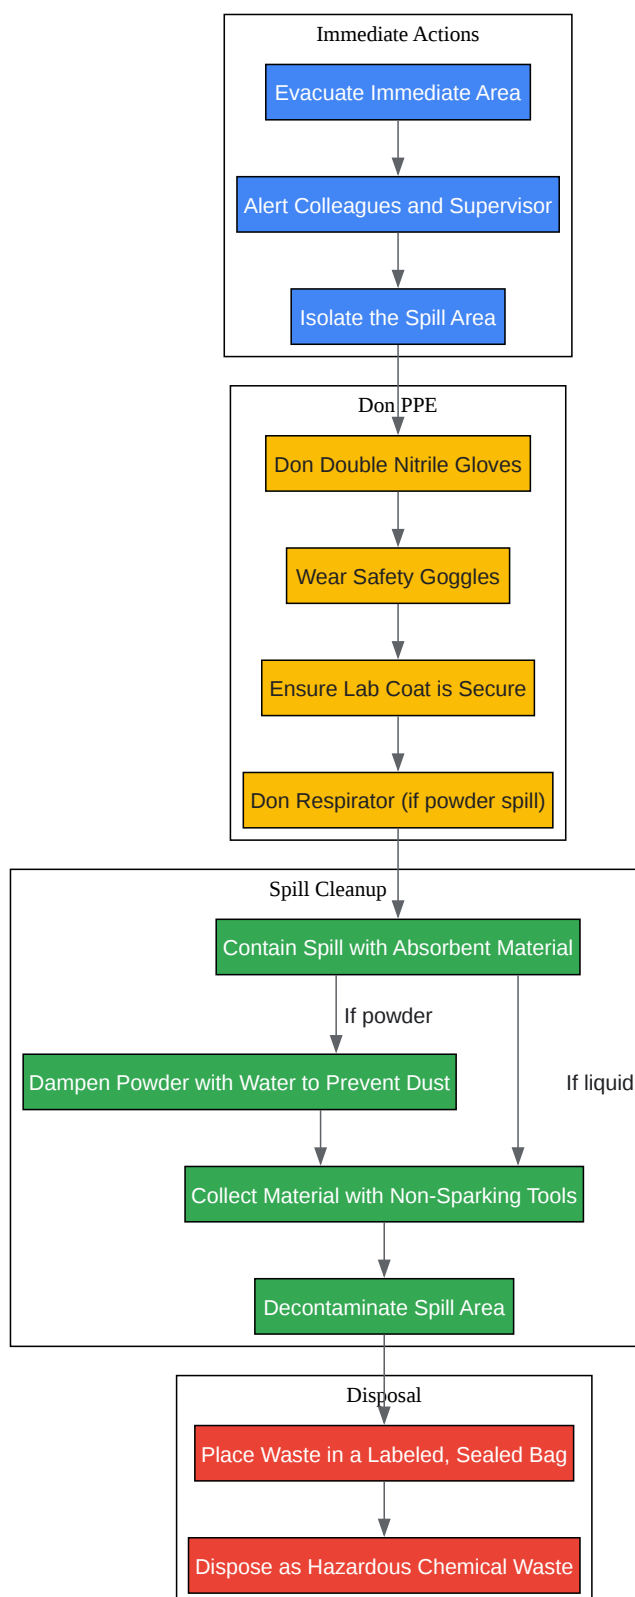 Immediate Actions
Evacuate Immediate Area
Alert Colleagues and Supervisor
Isolate the Spill Area
Don PPE
Don Double Nitrile Gloves
Wear Safety Goggles
Ensure Lab Coat is Secure
Don Respirator (if powder spill)
Spill Cleanup
Contain Spill with Absorbent Material
If powder
Dampen Powder with Water to Prevent Dust
If liquid
Collect Material with Non-Sparking Tools
Decontaminate Spill Area
Disposal
Place Waste in a Labeled, Sealed Bag
Dispose as Hazardous Chemical Waste